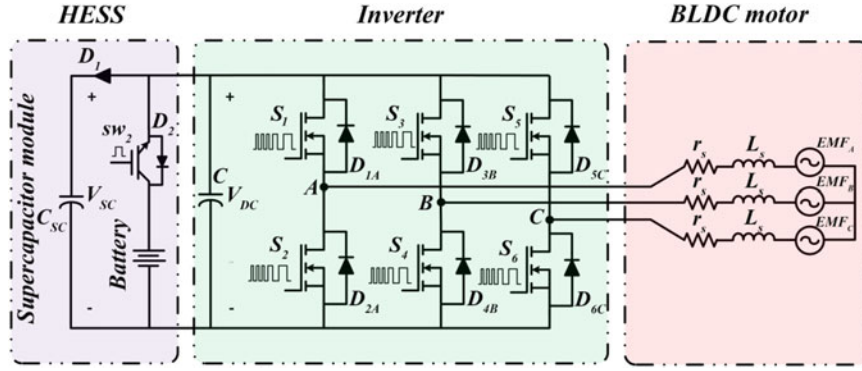 HESS
Inverter
BLDC motor
Supercapacitor module
D1
+
sw2
D2
CSC
VSC
Battery
-
+
C
VDC
-
S1
D1A
S3
D3B
S5
D5C
A
B
C
S2
D2A
S4
D4B
S6
D6C
rs
Ls
EMFA
rs
Ls
EMFB
rs
Ls
EMFC